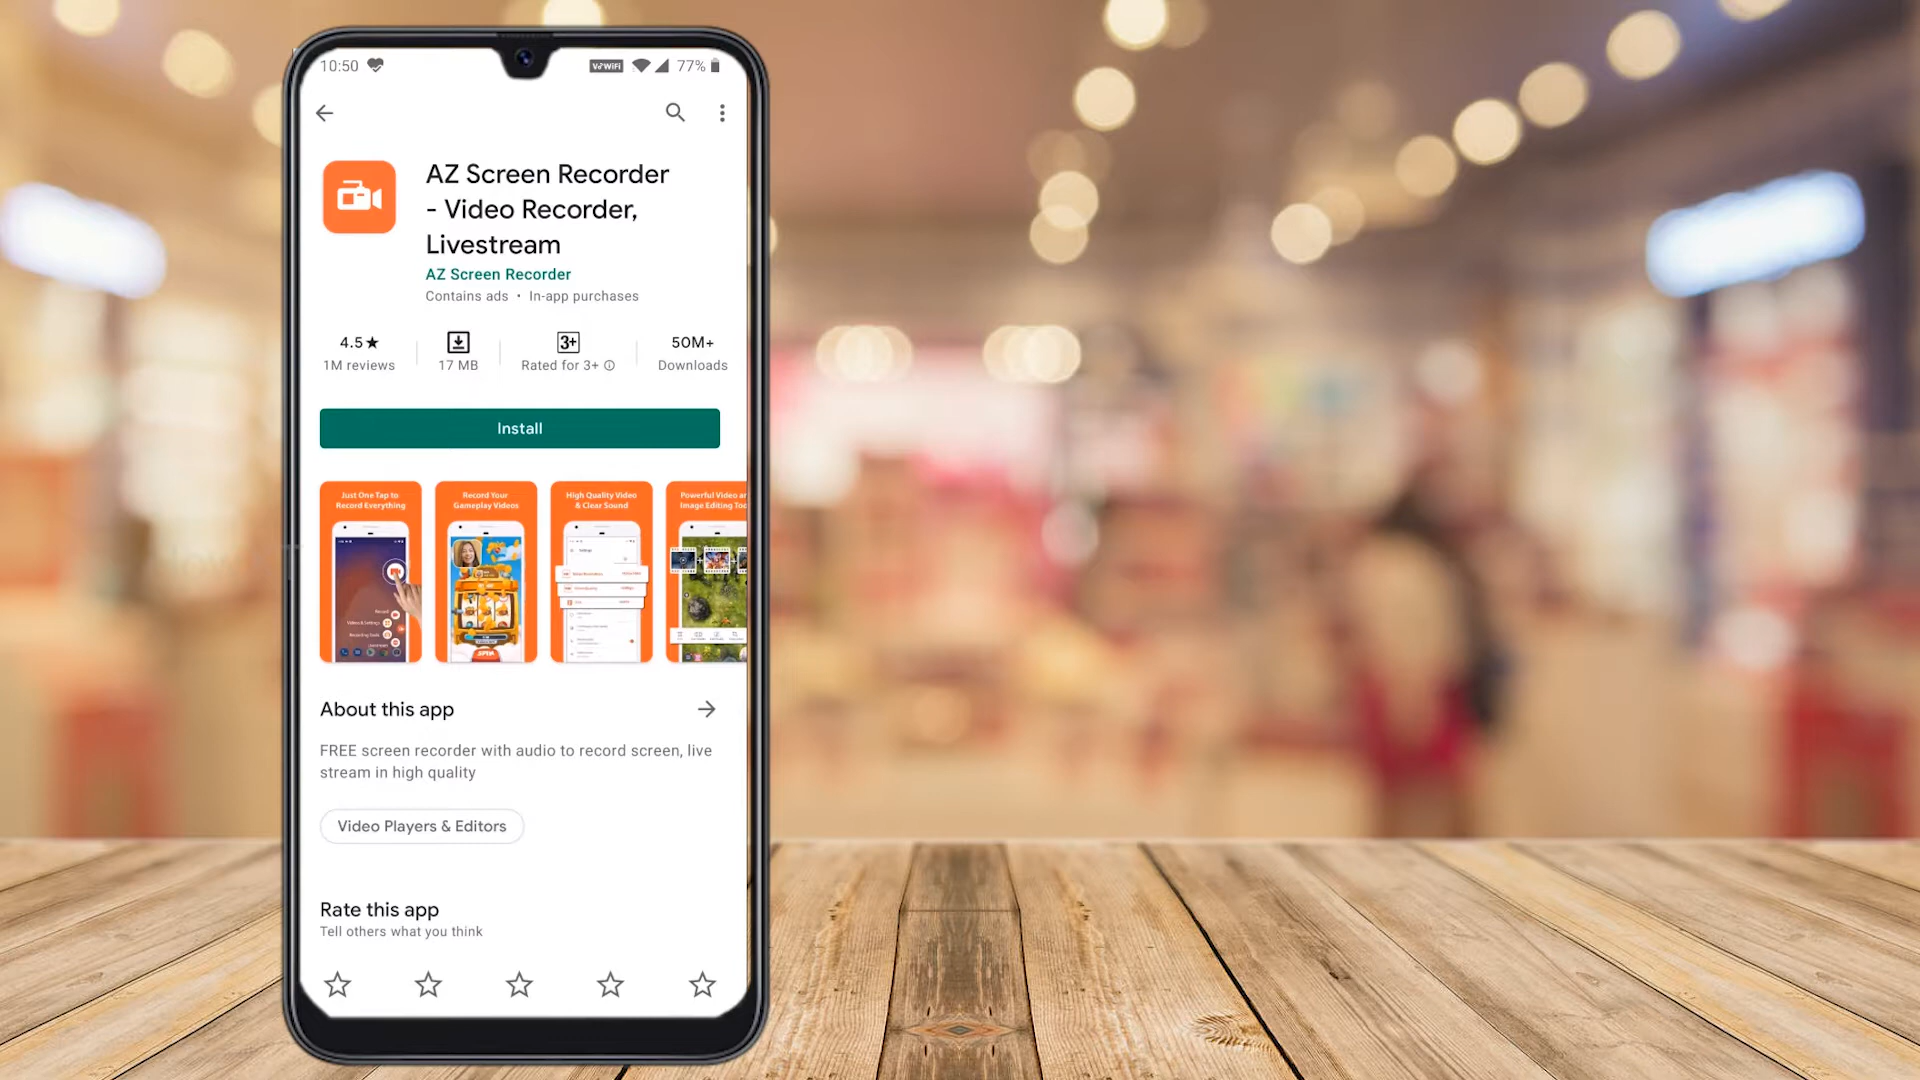 10:50
VoWiFi
77%
AZ Screen Recorder
- Video Recorder,
Livestream
AZ Screen Recorder
Contains ads • In-app purchases
4.5★
1M reviews
17 MB
3+
Rated for 3+
50M+
Downloads
Install
Just One Tap to
Record Everything
Record Your
Gameplay Videos
High Quality Video
& Clear Sound
Powerful Video
Image Editing
SPIN
About this app
FREE screen recorder with audio to record screen, live
stream in high quality
Video Players & Editors
Rate this app
Tell others what you think